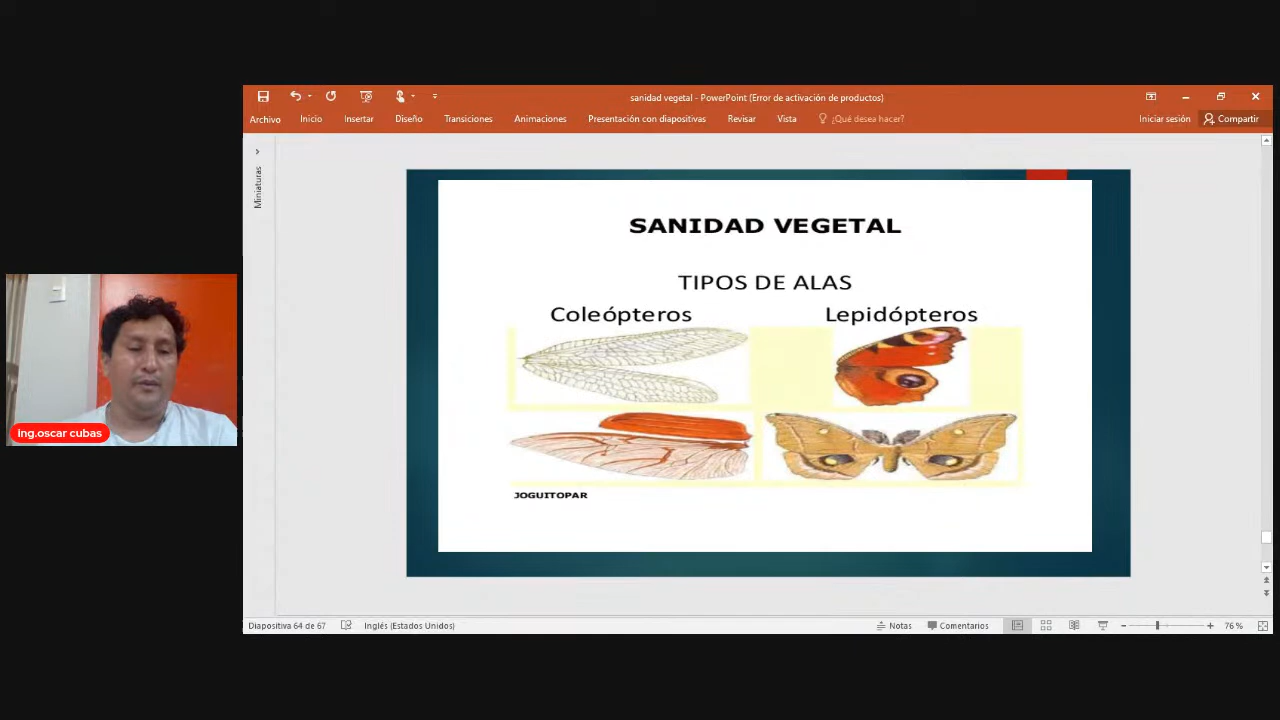 sanidad vegetal - PowerPoint (Error de activación de productos)
Archivo Inicio Insertar Diseño Transiciones Animaciones Presentación con diapositivas Revisar Vista ¿Qué desea hacer? Iniciar sesión Compartir
Miniaturas
SANIDAD VEGETAL
TIPOS DE ALAS
Coleópteros Lepidópteros
JOGUITOPAR
ing.oscar cubas
Diapositiva 64 de 67 Inglés (Estados Unidos) Notas Comentarios 76 %